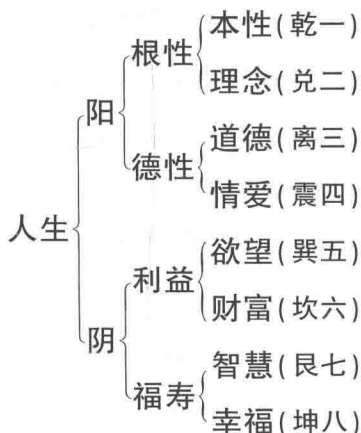 本性(乾一)
根性
理念(兑二)
阳
道德(离三)
德性
情爱(震四)
人生
欲望(巽五)
利益
财富(坎六)
阴
智慧(艮七)
福寿
幸福(坤八)